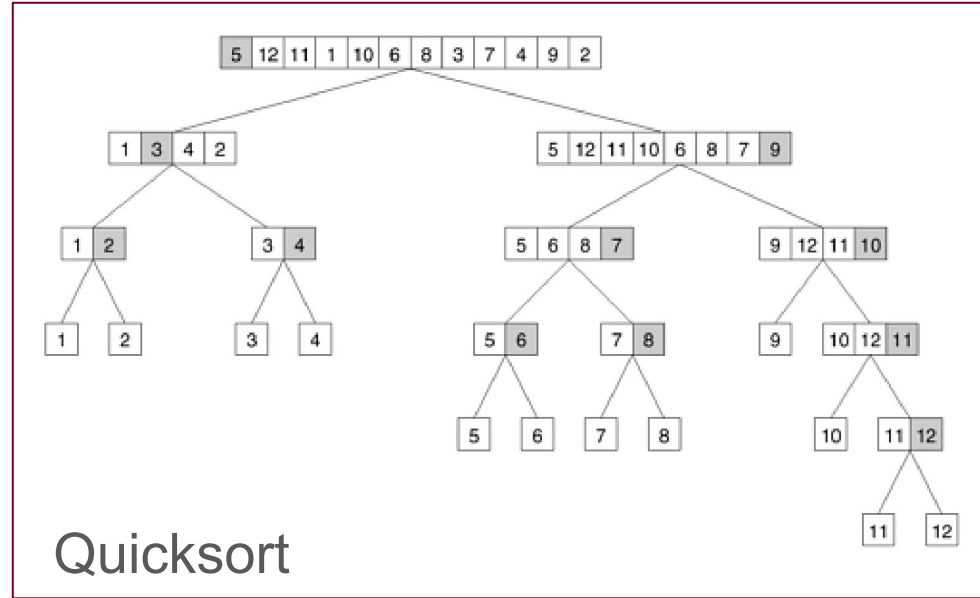 5 12 11 1 10 6 8 3 7 4 9 2
1 3 4 2 5 12 11 10 6 8 7 9
1 2 3 4 5 6 8 7 9 12 11 10
1 2 3 4 5 6 7 8 9 10 12 11
5 6 7 8 10 11 12
11 12
Quicksort